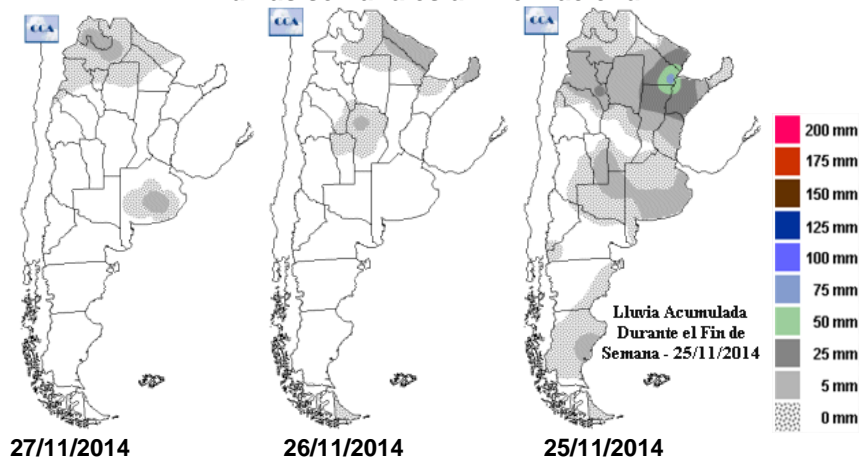 CCA
CCA
CCA
200 mm
175 mm
150 mm
125 mm
100 mm
75 mm
50 mm
25 mm
5 mm
0 mm
Lluvia Acumulada
Durante el Fin de
Semana - 25/11/2014
27/11/2014
26/11/2014
25/11/2014